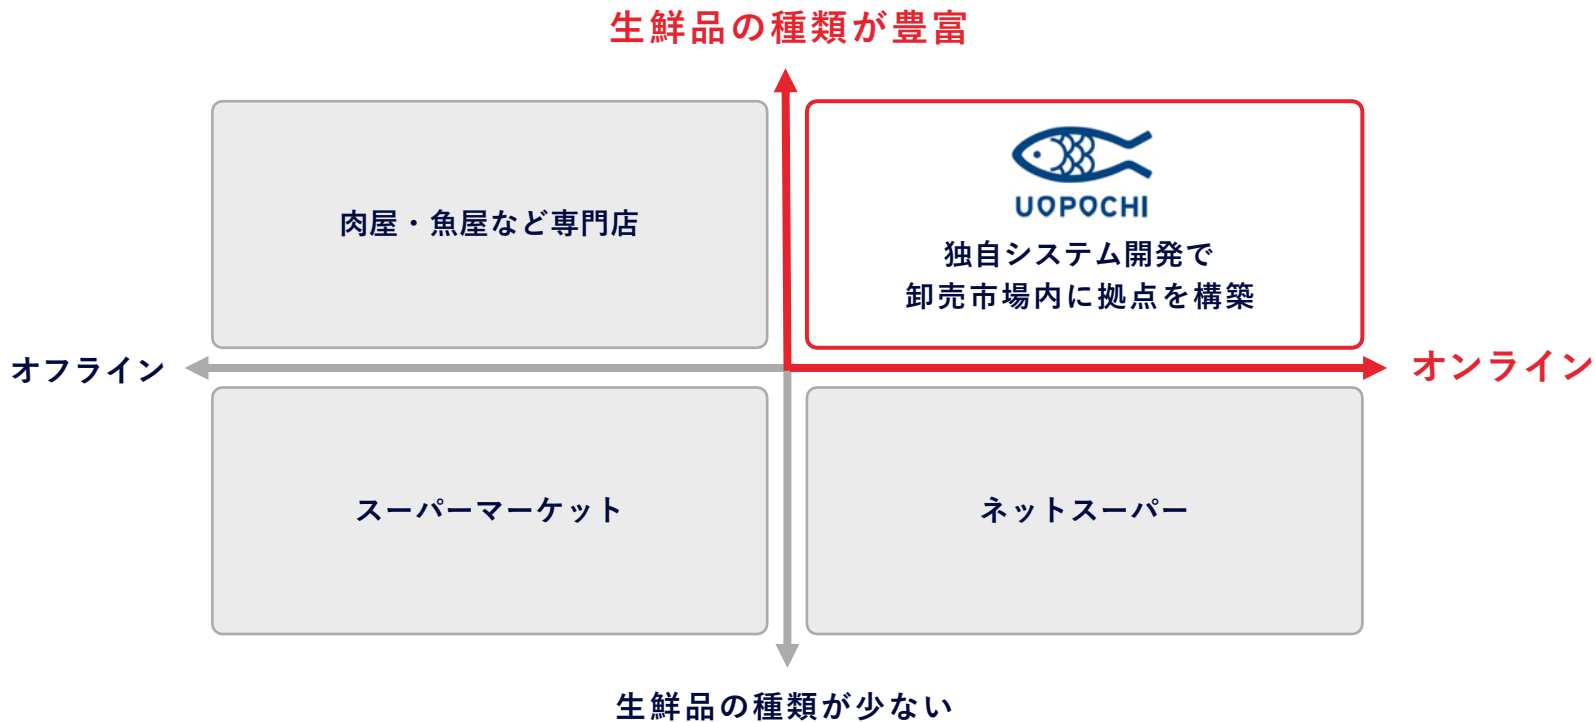 生鮮品の種類が豊富
肉屋・魚屋など専門店
UOPOCHI
独自システム開発で
卸売市場内に拠点を構築
オフライン
オンライン
スーパーマーケット
ネットスーパー
生鮮品の種類が少ない